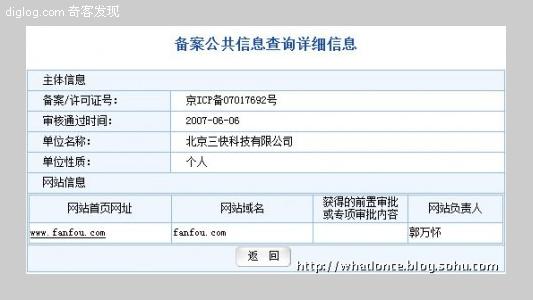 diglog.com 奇客发现
备案公共信息查询详细信息
主体信息
备案/许可证号： 京ICP备07017692号
审核通过时间： 2007-06-06
单位名称： 北京三快科技有限公司
单位性质： 个人
网站信息
网站首页网址 网站域名 获得的前置审批 网站负责人
或专项审批内容
www.fanfou.com fanfou.com 郭万怀
返 回
http://whadonce.blog.sohu.com